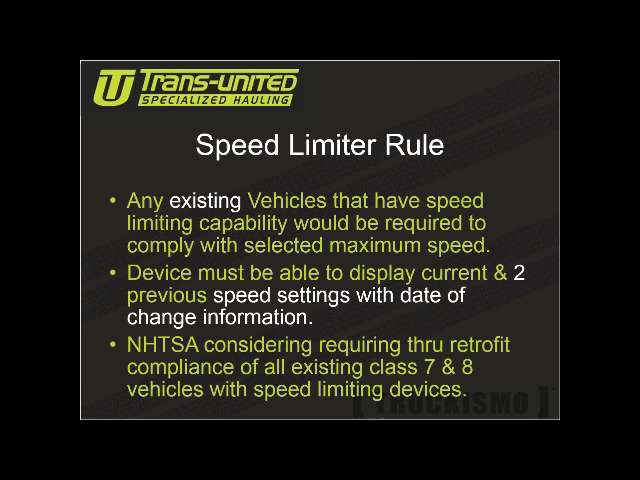 Trans-united
SPECIALIZED HAULING
Speed Limiter Rule
• Any existing Vehicles that have speed
limiting capability would be required to
comply with selected maximum speed.
• Device must be able to display current & 2
previous speed settings with date of
change information.
• NHTSA considering requiring thru retrofit
compliance of all existing class 7 & 8
vehicles with speed limiting devices.
[TRUCKISMO]